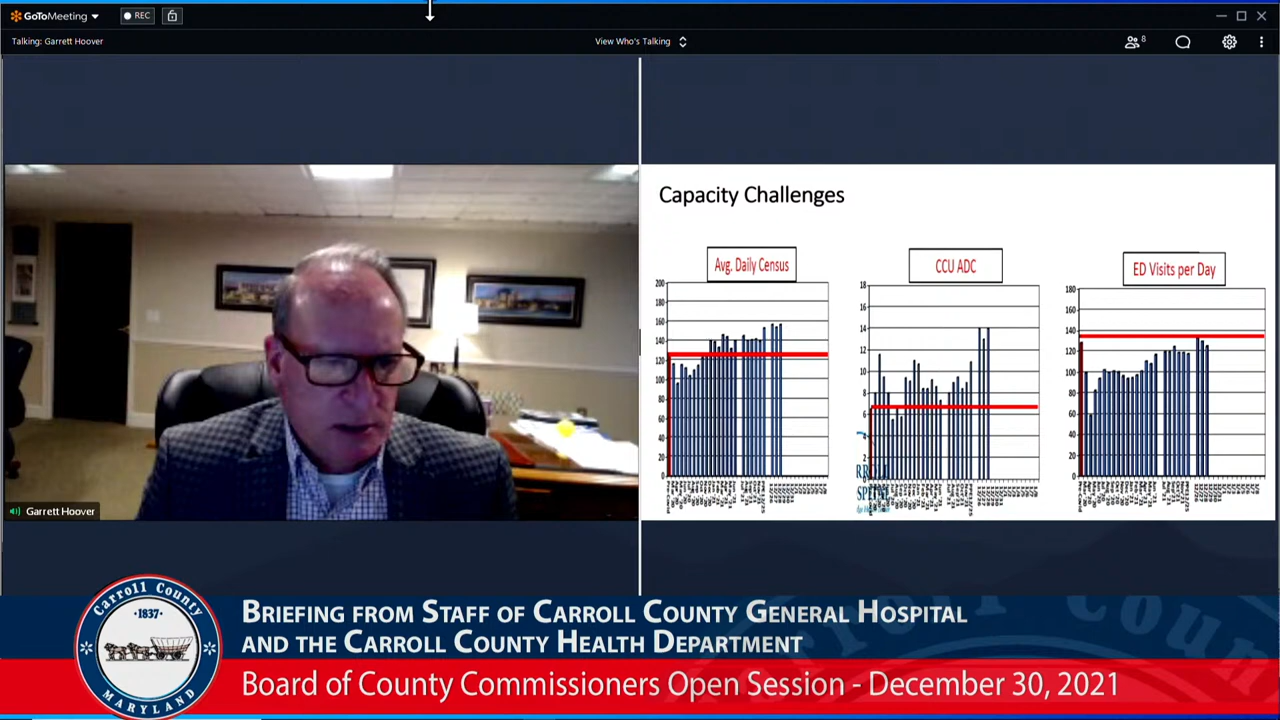 GoToMeeting
REC
Talking: Garrett Hoover
View Who's Talking
8
Capacity Challenges
Avg. Daily Census
CCU ADC
ED Visits per Day
200
180
160
140
120
100
80
60
40
20
0
18
16
14
12
10
8
6
4
2
180
160
140
120
100
80
60
40
20
0
Garrett Hoover
Carroll County
·1837·
MARYLAND
BRIEFING FROM STAFF OF CARROLL COUNTY GENERAL HOSPITAL
AND THE CARROLL COUNTY HEALTH DEPARTMENT
Board of County Commissioners Open Session - December 30, 2021